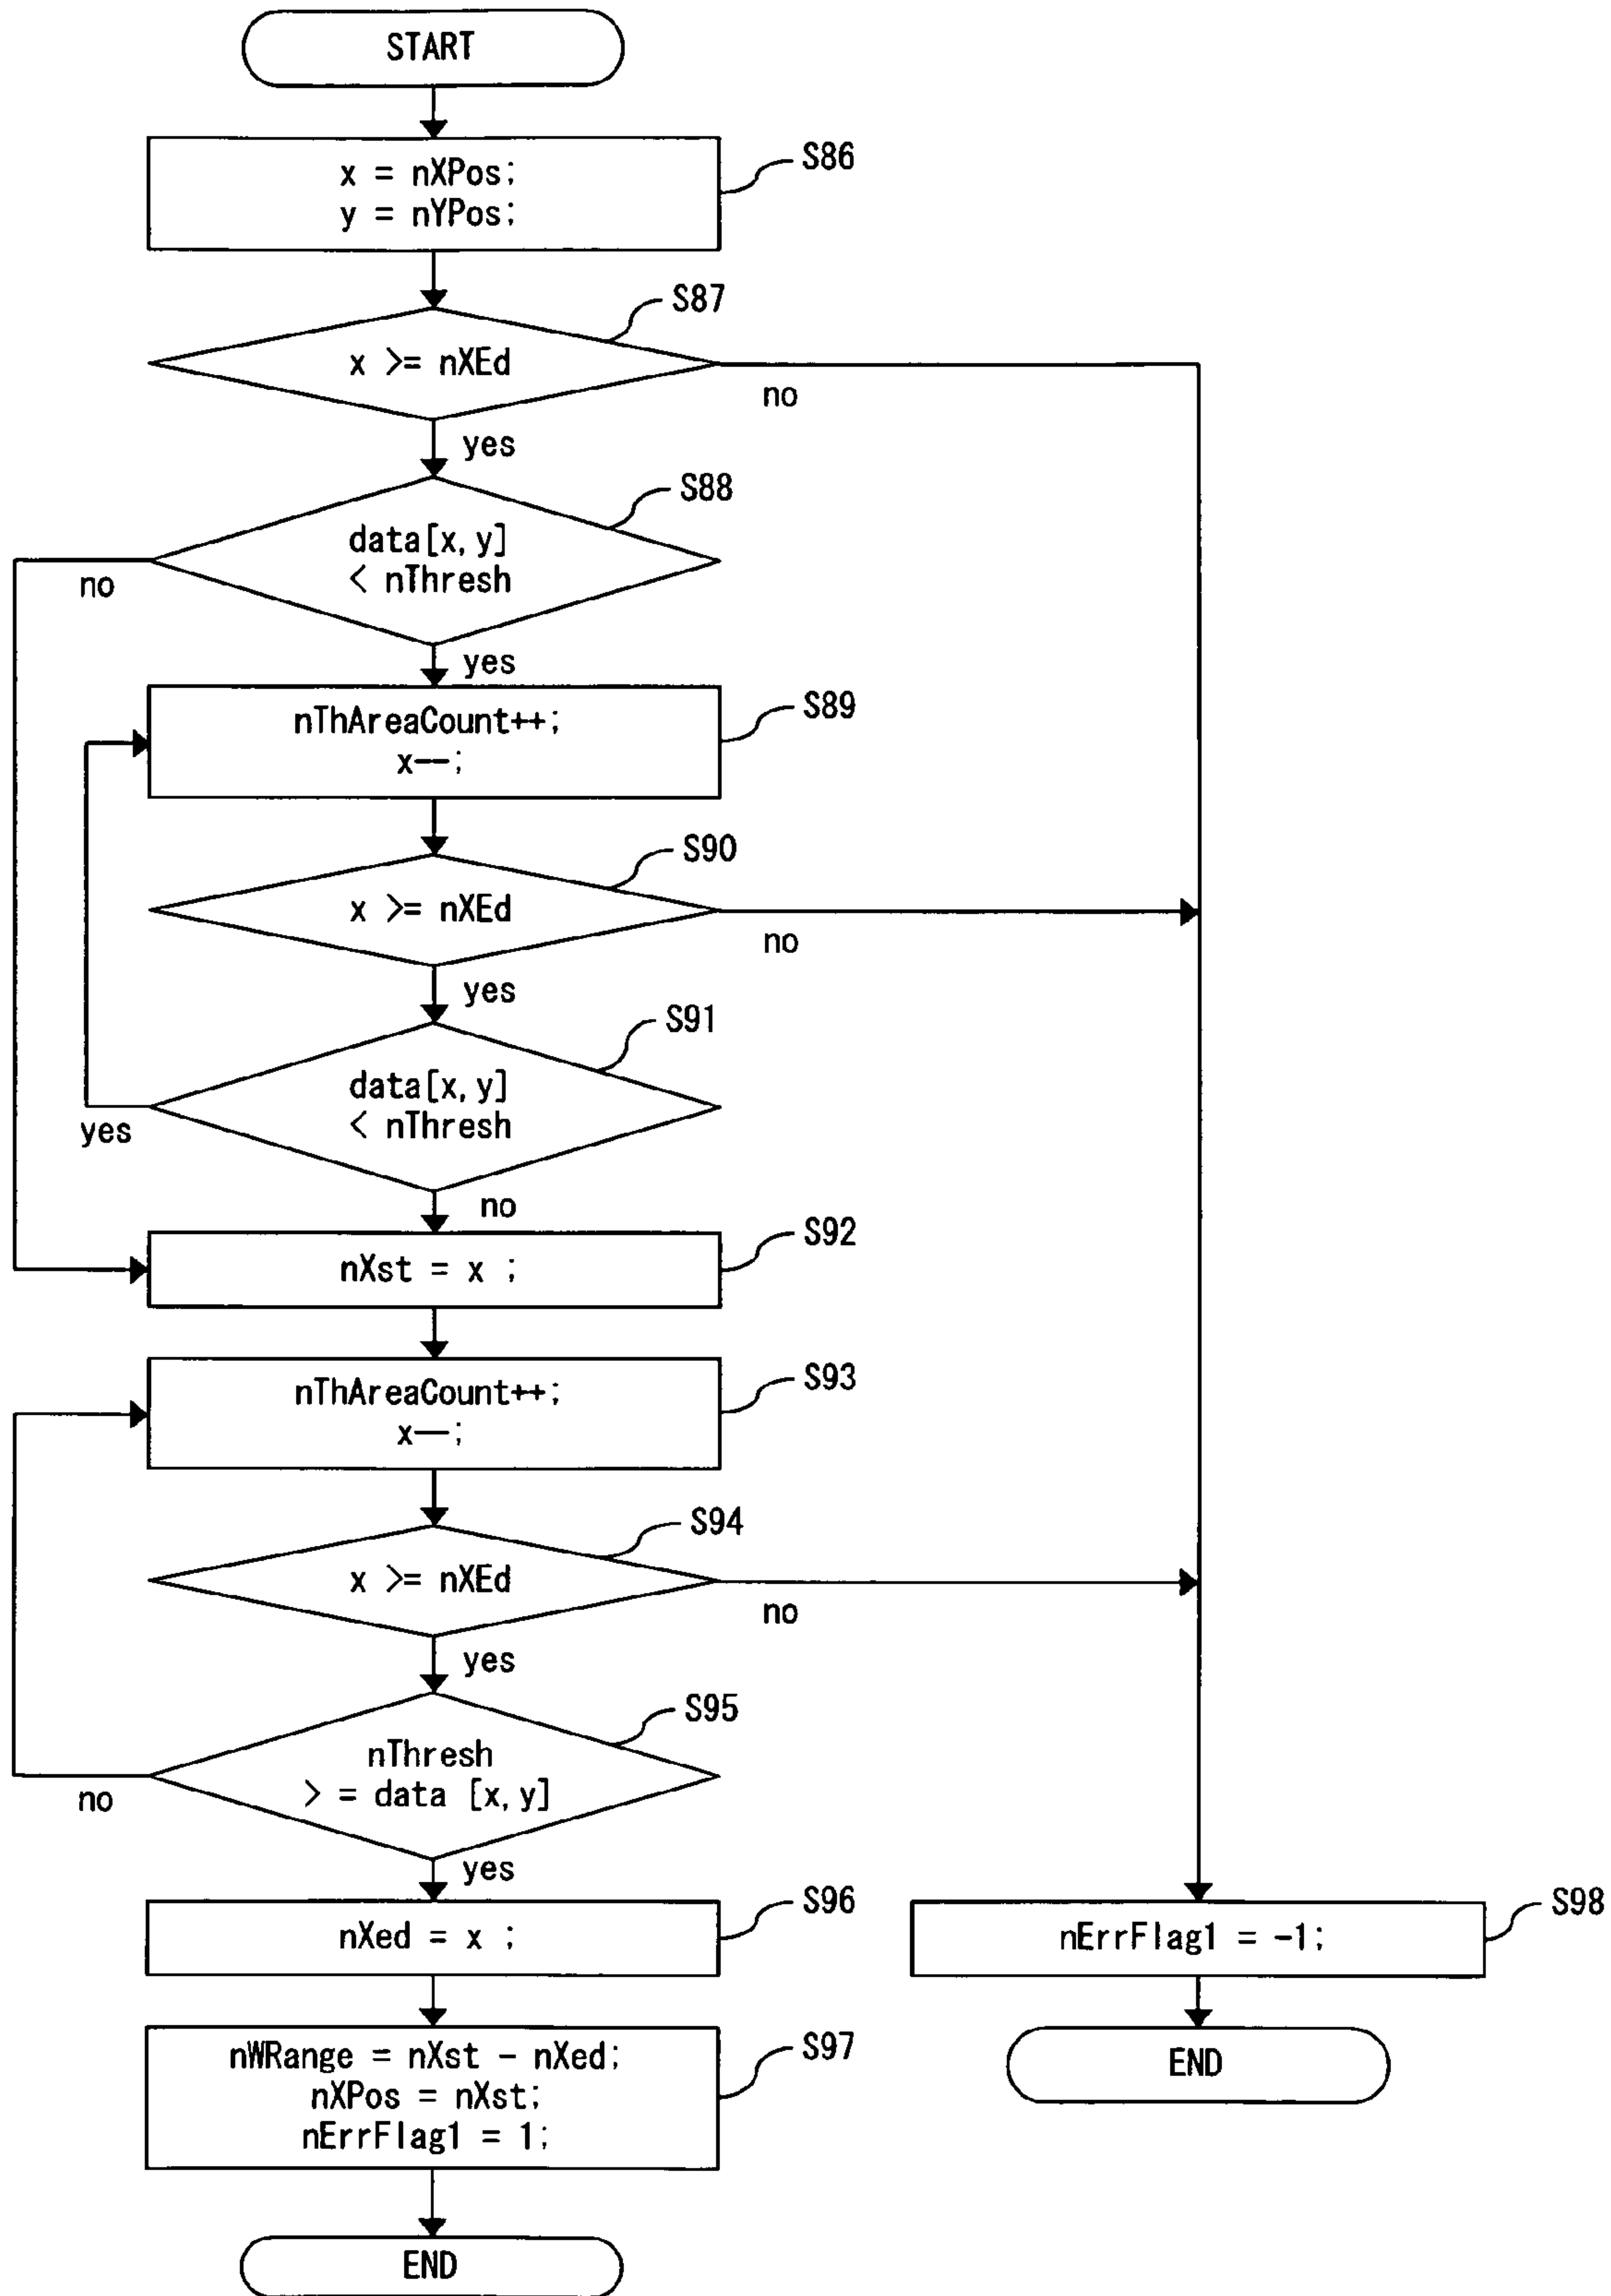 START
x = nXPos;
y = nYPos;
S86
S87
x >= nXEd
no
yes
S88
data[x, y]
< nThresh
no
yes
S89
nThAreaCount++;
x--;
S90
x >= nXEd
no
yes
S91
data[x, y]
< nThresh
yes
no
S92
nXst = x ;
S93
nThAreaCount++;
x—;
S94
x >= nXEd
no
yes
S95
nThresh
> = data [x, y]
no
yes
S96
nXed = x ;
S98
nErrFlag1 = -1;
S97
nWRange = nXst - nXed;
nXPos = nXst;
nErrFlag1 = 1;
END
END